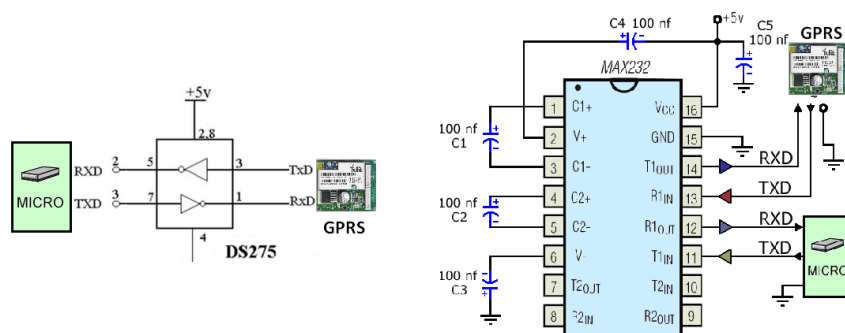 +5v
2,8
RXD 2 5 3 TxD
MICRO
TXD 3 7 1 RxD
GPRS
4
DS275
C4 100 nf
+5v
C5
100 nf
GPRS
MAX232
1 C1+ VCC 16
100 nf
C1
2 V+ GND 15
3 C1- T1OUT 14 RXD
4 C2+ R1IN 13 TXD
100 nf
C2
5 C2- R1OUT 12 RXD
6 V- T1IN 11 TXD
MICRO
100 nf
C3
7 T2OUT T2IN 10
8 R2IN R2OUT 9